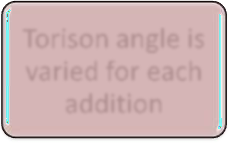 Torison angle is
varied for each
addition